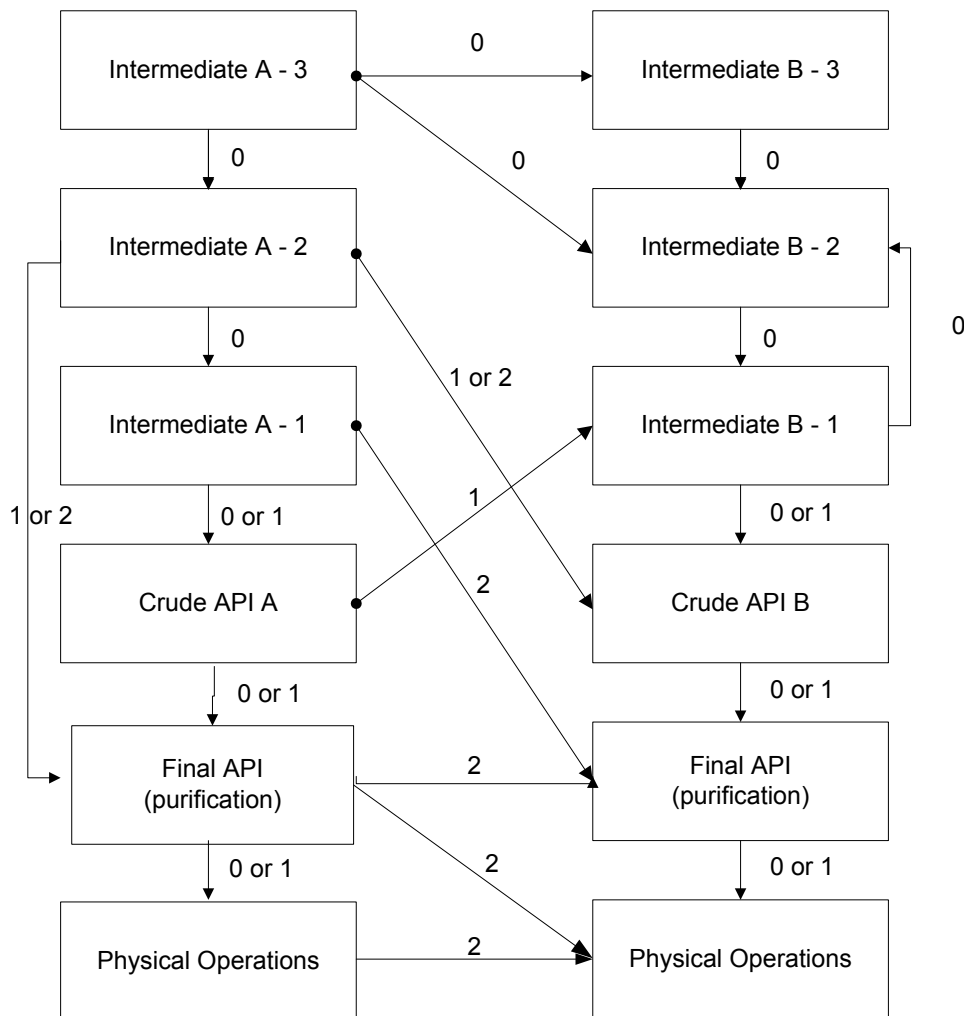 Intermediate A - 3
0
Intermediate B - 3
0
0
0
Intermediate A - 2
Intermediate B - 2
0
0
0
1 or 2
Intermediate A - 1
Intermediate B - 1
1
1 or 2
0 or 1
0 or 1
2
Crude API A
Crude API B
0 or 1
0 or 1
Final API
(purification)
2
Final API
(purification)
0 or 1
2
0 or 1
Physical Operations
2
Physical Operations